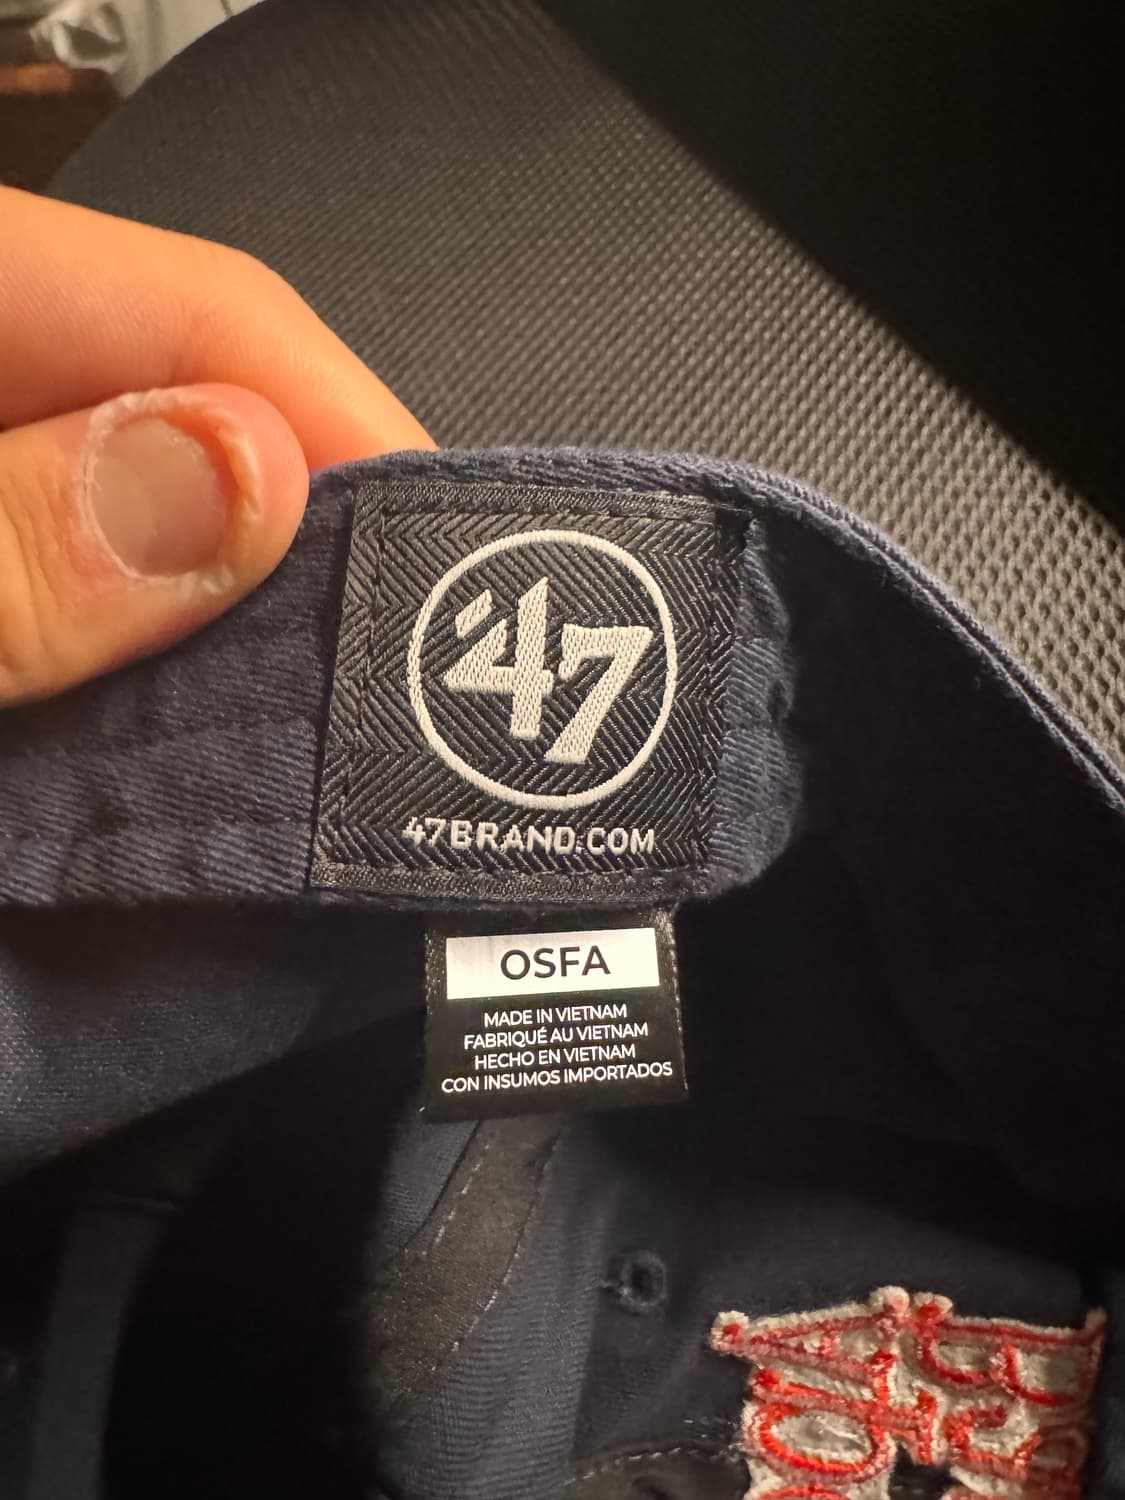 '47
47BRAND.COM
OSFA
MADE IN VIETNAM
FABRIQUÉ AU VIETNAM
HECHO EN VIETNAM
CON INSUMOS IMPORTADOS